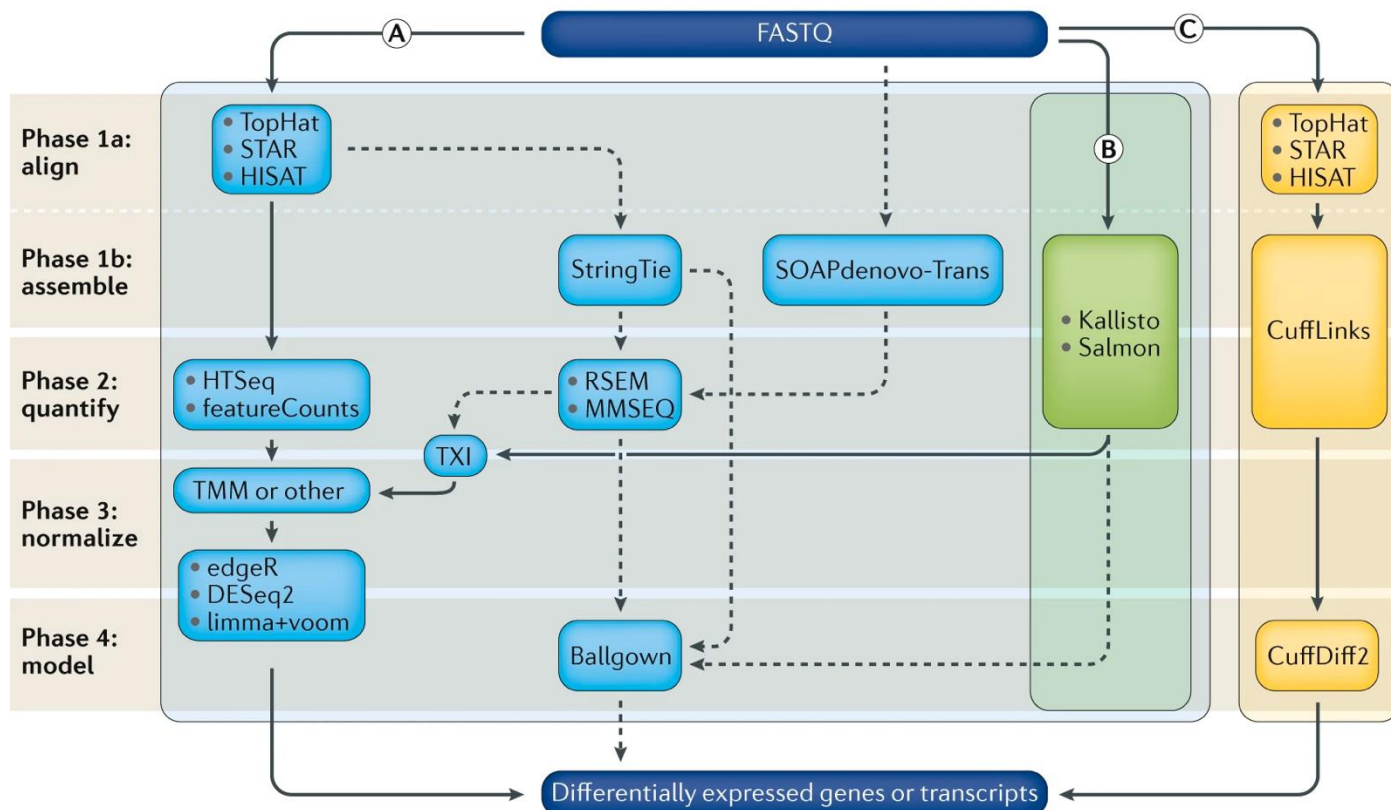 FASTQ
A
C
B
Phase 1a:
align
TopHat
STAR
HISAT
TopHat
STAR
HISAT
Phase 1b:
assemble
StringTie
SOAPdenovo-Trans
Kallisto
Salmon
CuffLinks
Phase 2:
quantify
HTSeq
featureCounts
RSEM
MMSEQ
TXI
Phase 3:
normalize
TMM or other
edgeR
DESeq2
limma+voom
Phase 4:
model
Ballgown
CuffDiff2
Differentially expressed genes or transcripts